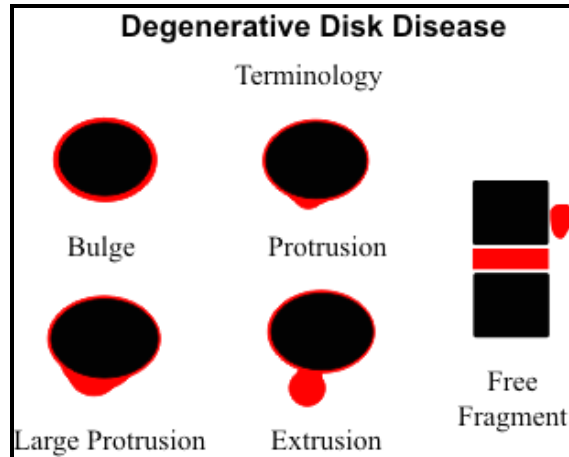 Degenerative Disk Disease
Terminology
Bulge
Protrusion
Large Protrusion
Extrusion
Free
Fragment